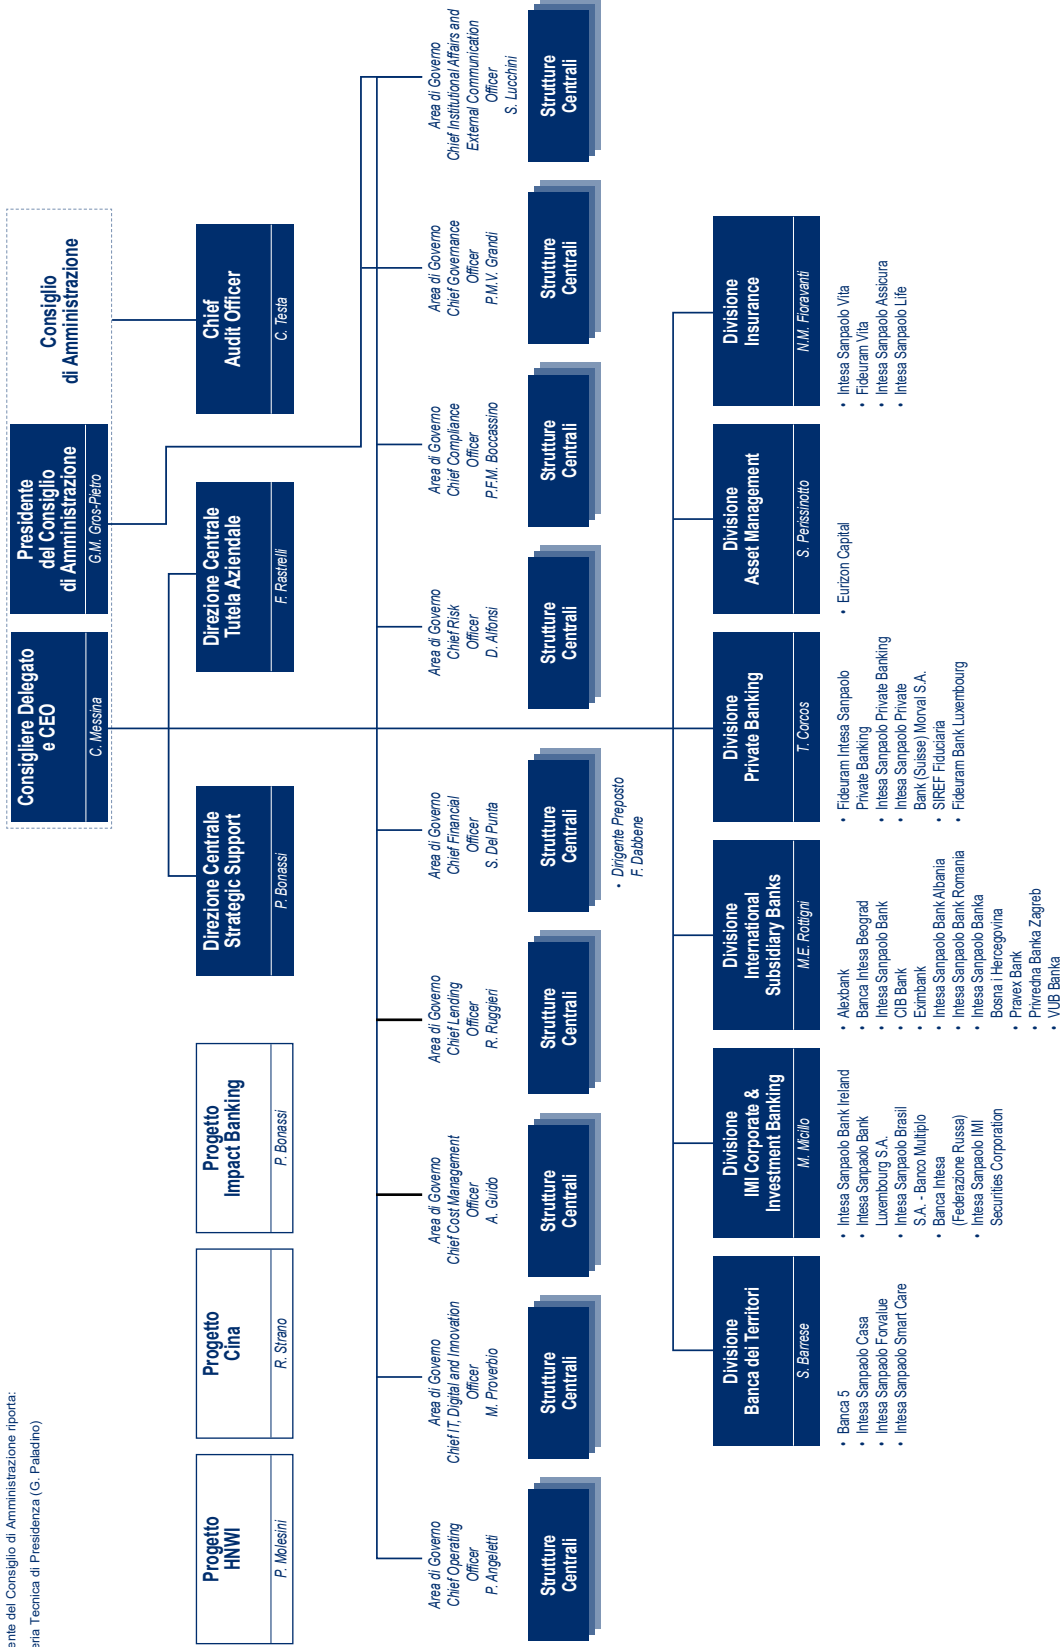 Consigliere Delegato
e CEO
C. Messina
Presidente
del Consiglio
di Amministrazione
G.M. Gros-Pietro
Consiglio
di Amministrazione
Progetto
HNWI
P. Molesini
Progetto
Cina
R. Strano
Progetto
Impact Banking
P. Bonassi
Direzione Centrale
Strategic Support
P. Bonassi
Direzione Centrale
Tutela Aziendale
F. Rastrelli
Chief
Audit Officer
C. Testa
Area di Governo
Chief Operating
Officer
P. Angeletti
Strutture
Centrali
Area di Governo
Chief IT, Digital and Innovation
Officer
M. Proverbio
Strutture
Centrali
Area di Governo
Chief Cost Management
Officer
A. Guido
Strutture
Centrali
Area di Governo
Chief Lending
Officer
R. Ruggieri
Strutture
Centrali
Area di Governo
Chief Financial
Officer
S. Del Punta
Strutture
Centrali
• Dirigente Preposto
F. Dabbene
Area di Governo
Chief Risk
Officer
D. Alfonsi
Strutture
Centrali
Area di Governo
Chief Compliance
Officer
P.F.M. Boccassino
Strutture
Centrali
Area di Governo
Chief Governance
Officer
P.M.V. Grandi
Strutture
Centrali
Area di Governo
Chief Institutional Affairs and
External Communication
Officer
S. Lucchini
Strutture
Centrali
Divisione
Banca dei Territori
S. Barrese
• Banca 5
• Intesa Sanpaolo Casa
• Intesa Sanpaolo Forvalue
• Intesa Sanpaolo Smart Care
Divisione
IMI Corporate &
Investment Banking
M. Micillo
• Intesa Sanpaolo Bank Ireland
• Intesa Sanpaolo Bank
Luxembourg S.A.
• Intesa Sanpaolo Brasil
S.A. - Banco Multiplo
• Banca Intesa
(Federazione Russa)
• Intesa Sanpaolo IMI
Securities Corporation
Divisione
International
Subsidiary Banks
M.E. Rottigni
• Alexbank
• Banca Intesa Beograd
• Intesa Sanpaolo Bank
• CIB Bank
• Eximbank
• Intesa Sanpaolo Bank Albania
• Intesa Sanpaolo Bank Romania
• Intesa Sanpaolo Banka
Bosna i Hercegovina
• Pravex Bank
• Privredna Banka Zagreb
• VUB Banka
Divisione
Private Banking
T. Corcos
• Fideuram Intesa Sanpaolo
Private Banking
• Intesa Sanpaolo Private Banking
• Intesa Sanpaolo Private
Bank (Suisse) Morval S.A.
• SIREF Fiduciaria
• Fideuram Bank Luxembourg
Divisione
Asset Management
S. Perissinotto
• Eurizon Capital
Divisione
Insurance
N.M. Fioravanti
• Intesa Sanpaolo Vita
• Fideuram Vita
• Intesa Sanpaolo Assicura
• Intesa Sanpaolo Life
del Consiglio di Amministrazione riporta:
Tecnica di Presidenza (G. Paladino)